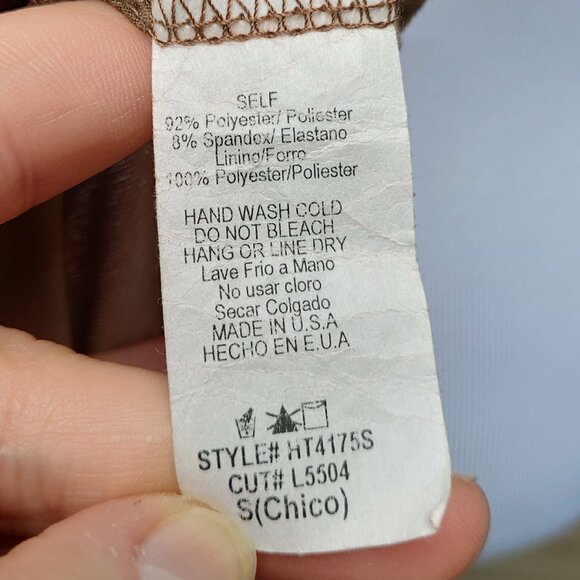 SELF
92% Polyester/ Poliester
8% Spandex/ Elastano
Lining/Forro
100% Polyester/Poliester
HAND WASH COLD
DO NOT BLEACH
HANG OR LINE DRY
Lave Frio a Mano
No usar cloro
Secar Colgado
MADE IN U.S.A
HECHO EN E.U.A
STYLE# HT4175S
CUT# L5504
S(Chico)